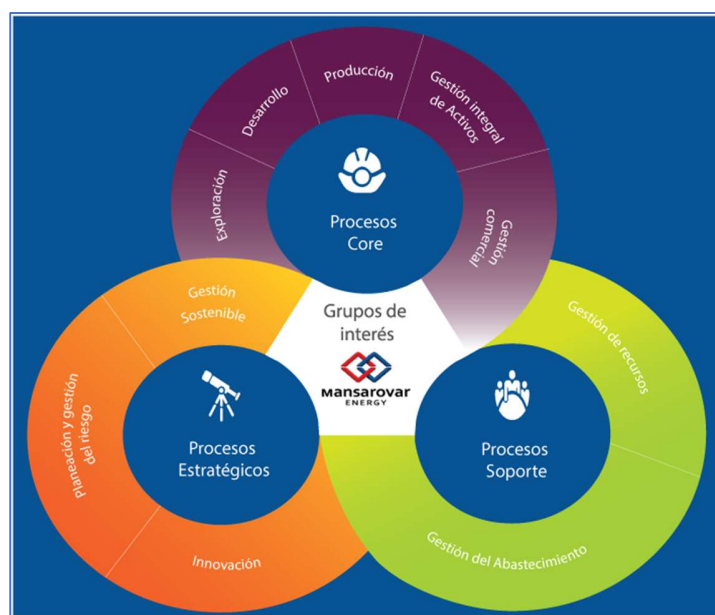 Exploración
Desarrollo
Producción
Gestión integral
de Activos
Gestión
comercial
Procesos
Core
Grupos de
interés
Mansarovar
ENERGY
Gestión
Sostenible
Planeación y gestión
del riesgo
Innovación
Procesos
Estratégicos
Gestión de recursos
Gestión del Abastecimiento
Procesos
Soporte